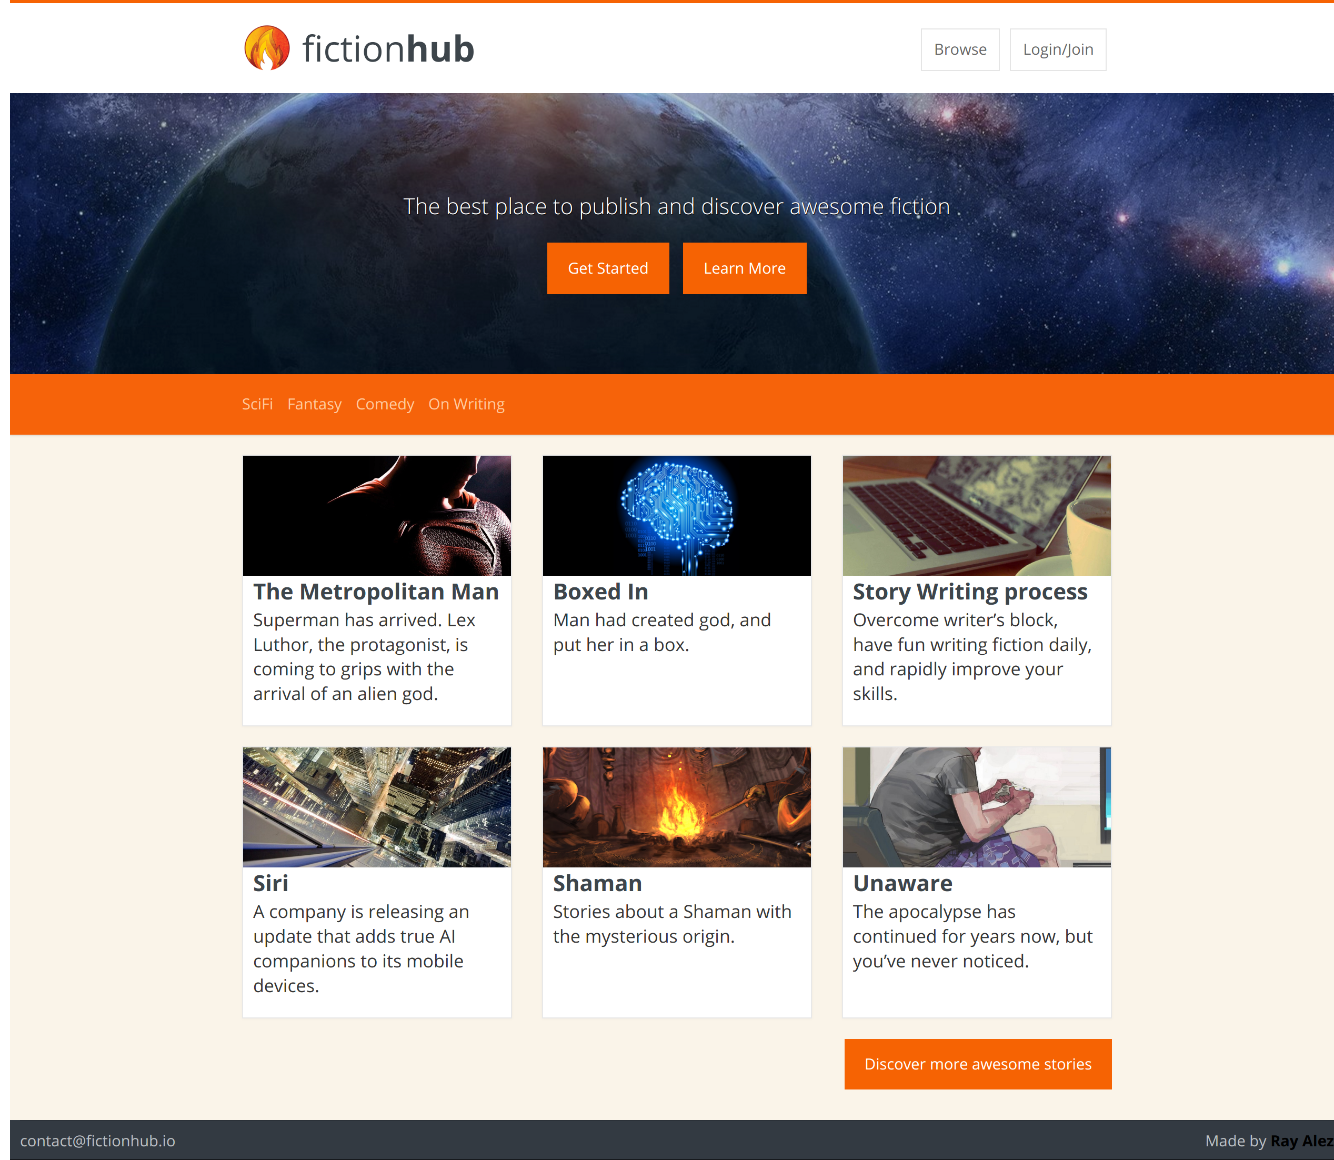 fictionhub
Browse
Login/Join
The best place to publish and discover awesome fiction
Get Started
Learn More
SciFi
Fantasy
Comedy
On Writing
The Metropolitan Man
Superman has arrived. Lex
Luthor, the protagonist, is
coming to grips with the
arrival of an alien god.
Boxed In
Man had created god, and
put her in a box.
Story Writing process
Overcome writer’s block,
have fun writing fiction daily,
and rapidly improve your
skills.
Siri
A company is releasing an
update that adds true AI
companions to its mobile
devices.
Shaman
Stories about a Shaman with
the mysterious origin.
Unaware
The apocalypse has
continued for years now, but
you’ve never noticed.
Discover more awesome stories
contact@fictionhub.io
Made by Ray Alez